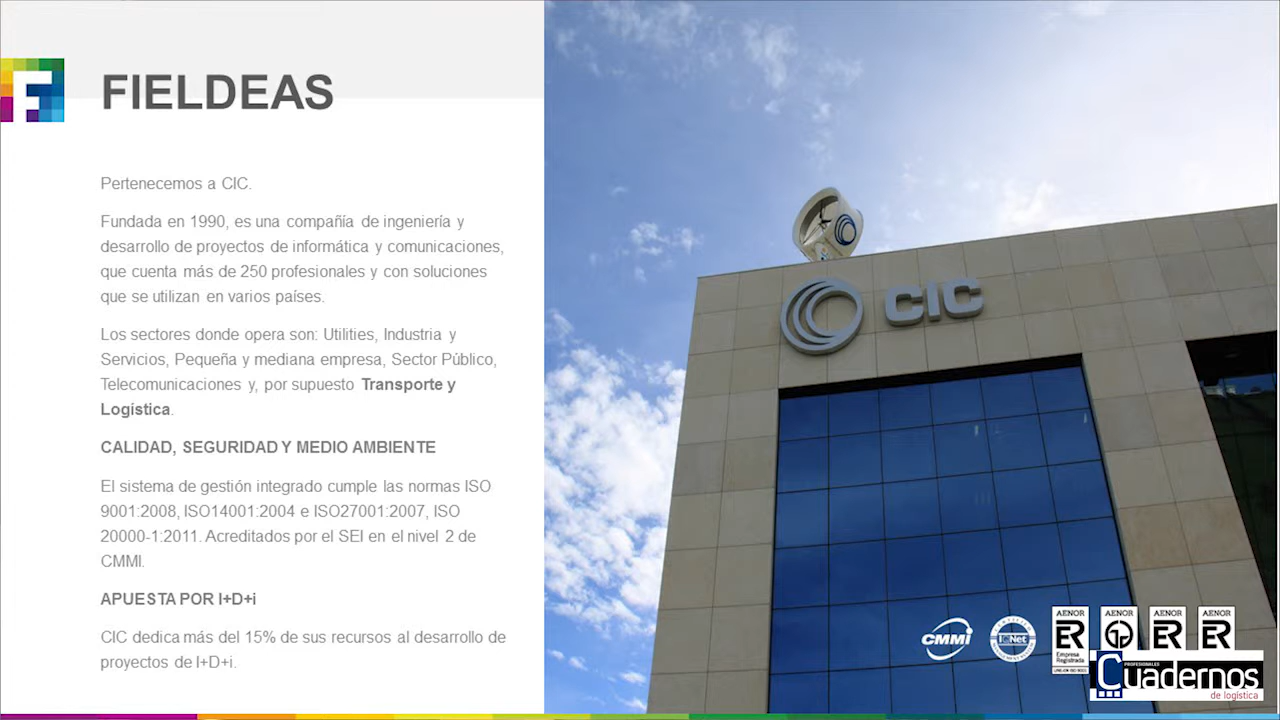 F
FIELDEAS
Pertenecemos a CIC.
Fundada en 1990, es una compañía de ingeniería y
desarrollo de proyectos de informática y comunicaciones,
que cuenta más de 250 profesionales y con soluciones
que se utilizan en varios países.
Los sectores donde opera son: Utilities, Industria y
Servicios, Pequeña y mediana empresa, Sector Público,
Telecomunicaciones y, por supuesto Transporte y
Logística.
CALIDAD, SEGURIDAD Y MEDIO AMBIENTE
El sistema de gestión integrado cumple las normas ISO
9001:2008, ISO14001:2004 e ISO27001:2007, ISO
20000-1:2011. Acreditados por el SEI en el nivel 2 de
CMMI.
APUESTA POR I+D+i
CIC dedica más del 15% de sus recursos al desarrollo de
proyectos de I+D+i.
CIC
CMMi
IQNet
AENOR AENOR AENOR AENOR
ER ER ER
Empresa
Registrada
PROFESIONALES
Cuadernos
de logística